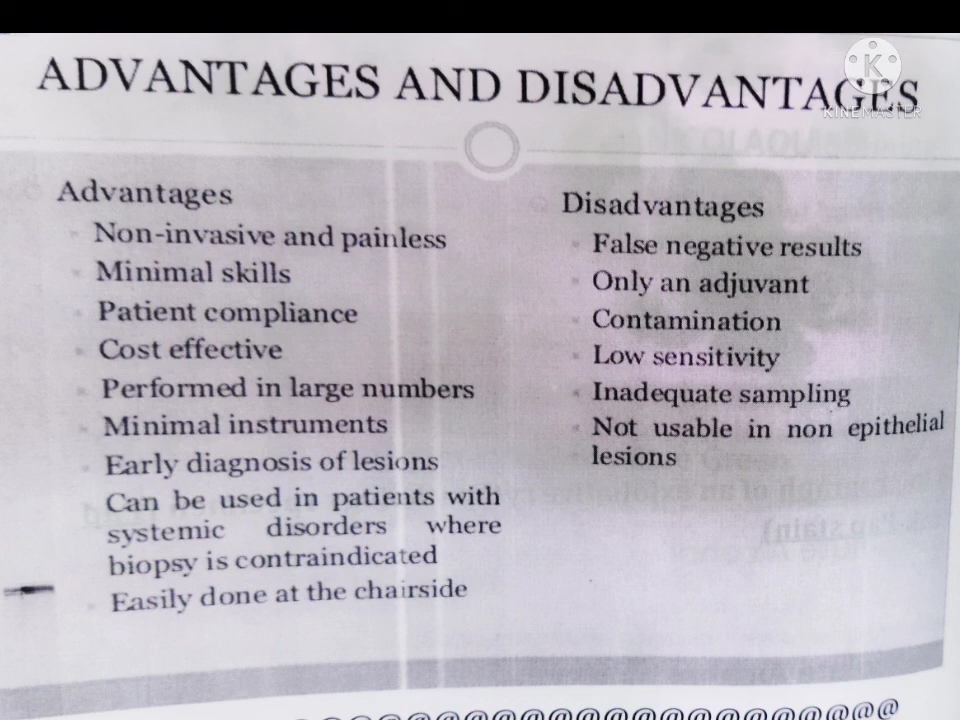 ADVANTAGES AND DISADVANTAGES
K
KINEMASTER
Advantages
Non-invasive and painless
Minimal skills
Patient compliance
Cost effective
Performed in large numbers
Minimal instruments
Early diagnosis of lesions
Can be used in patients with
systemic disorders where
biopsy is contraindicated
Easily done at the chairside
Disadvantages
False negative results
Only an adjuvant
Contamination
Low sensitivity
Inadequate sampling
Not usable in non epithelial
lesions